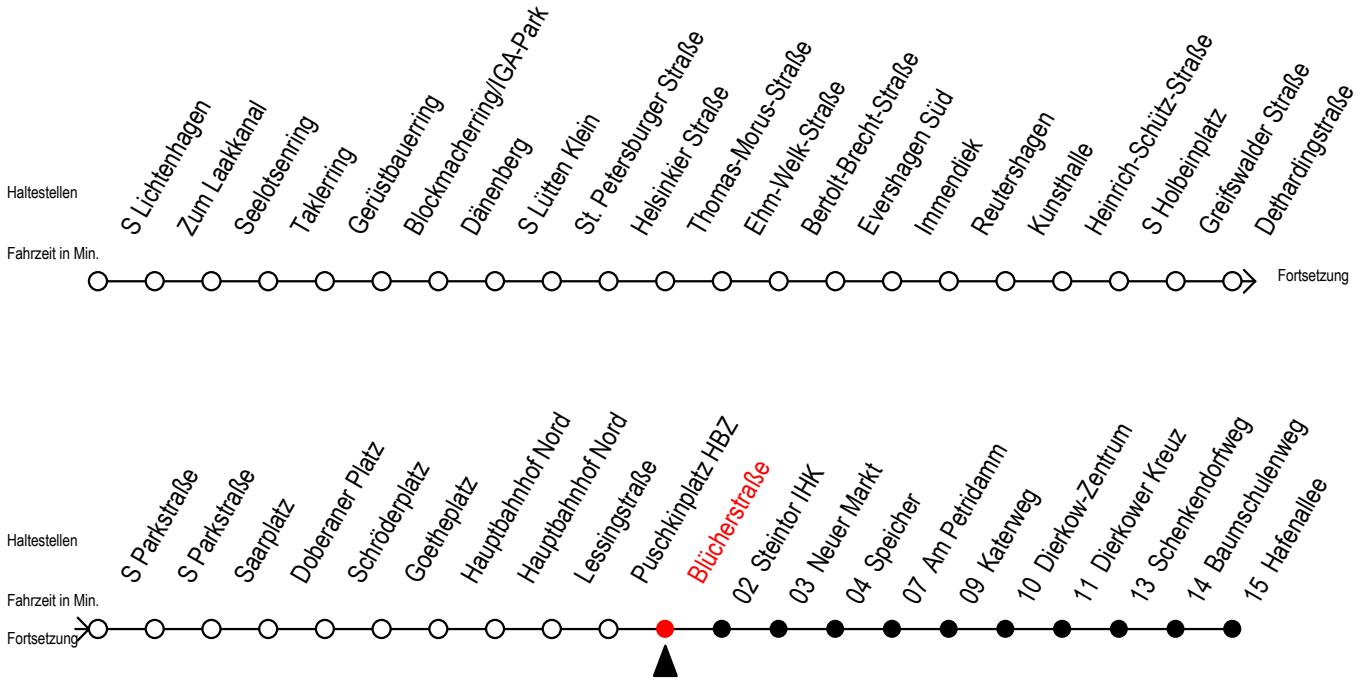 Haltestellen
S Lichtenhagen
Zum Laakkanal
Seelotsenring
Taklerring
Gerüstbauerring
Blockmacherring/IGA-Park
Dänenberg
S Lütten Klein
St. Petersburger Straße
Helsinkier Straße
Thomas-Morus-Straße
Ehm-Welk-Straße
Bertolt-Brecht-Straße
Evershagen Süd
Immendiek
Reutershagen
Kunsthalle
Heinrich-Schütz-Straße
S Holbeinplatz
Greifswalder Straße
Dethardingstraße
Fahrzeit in Min.
Fortsetzung
Haltestellen
S Parkstraße
S Parkstraße
Saarplatz
Doberaner Platz
Schröderplatz
Goetheplatz
Hauptbahnhof Nord
Hauptbahnhof Nord
Lessingstraße
Puschkinplatz HBZ
Blücherstraße
02 Steintor IHK
03 Neuer Markt
04 Speicher
07 Am Petridamm
09 Katenweg
10 Dierkow-Zentrum
11 Dierkower Kreuz
13 Schenkendorfweg
14 Baumschulenweg
15 Hafenallee
Fahrzeit in Min.
Fortsetzung